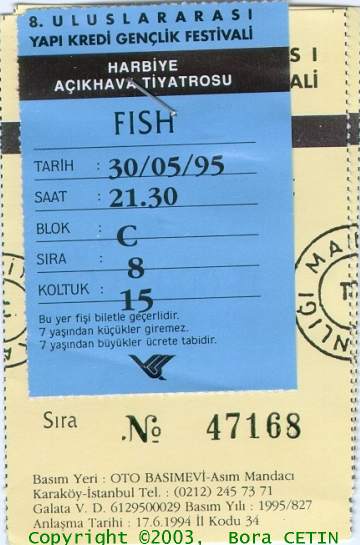 8. ULUSLARARASI
YAPI KREDİ GENÇLİK FESTİVALİ
HARBİYE
AÇIKHAVA TİYATROSU
FISH
TARİH : 30/05/95
SAAT : 21.30
BLOK : C
SIRA : 8
KOLTUK : 15
Bu yer fişi biletle geçerlidir.
7 yaşından küçükler giremez.
7 yaşından büyükler ücrete tabidir.
Sıra .No 47168
Basım Yeri : OTO BASIMEVİ-Asım Mandacı
Karaköy-İstanbul Tel. : (0212) 245 73 71
Galata V. D. 6129500029 Basım Yılı : 1995/827
Anlaşma Tarihi : 17.6.1994 İl Kodu 34
Copyright ©2003, Bora CETIN